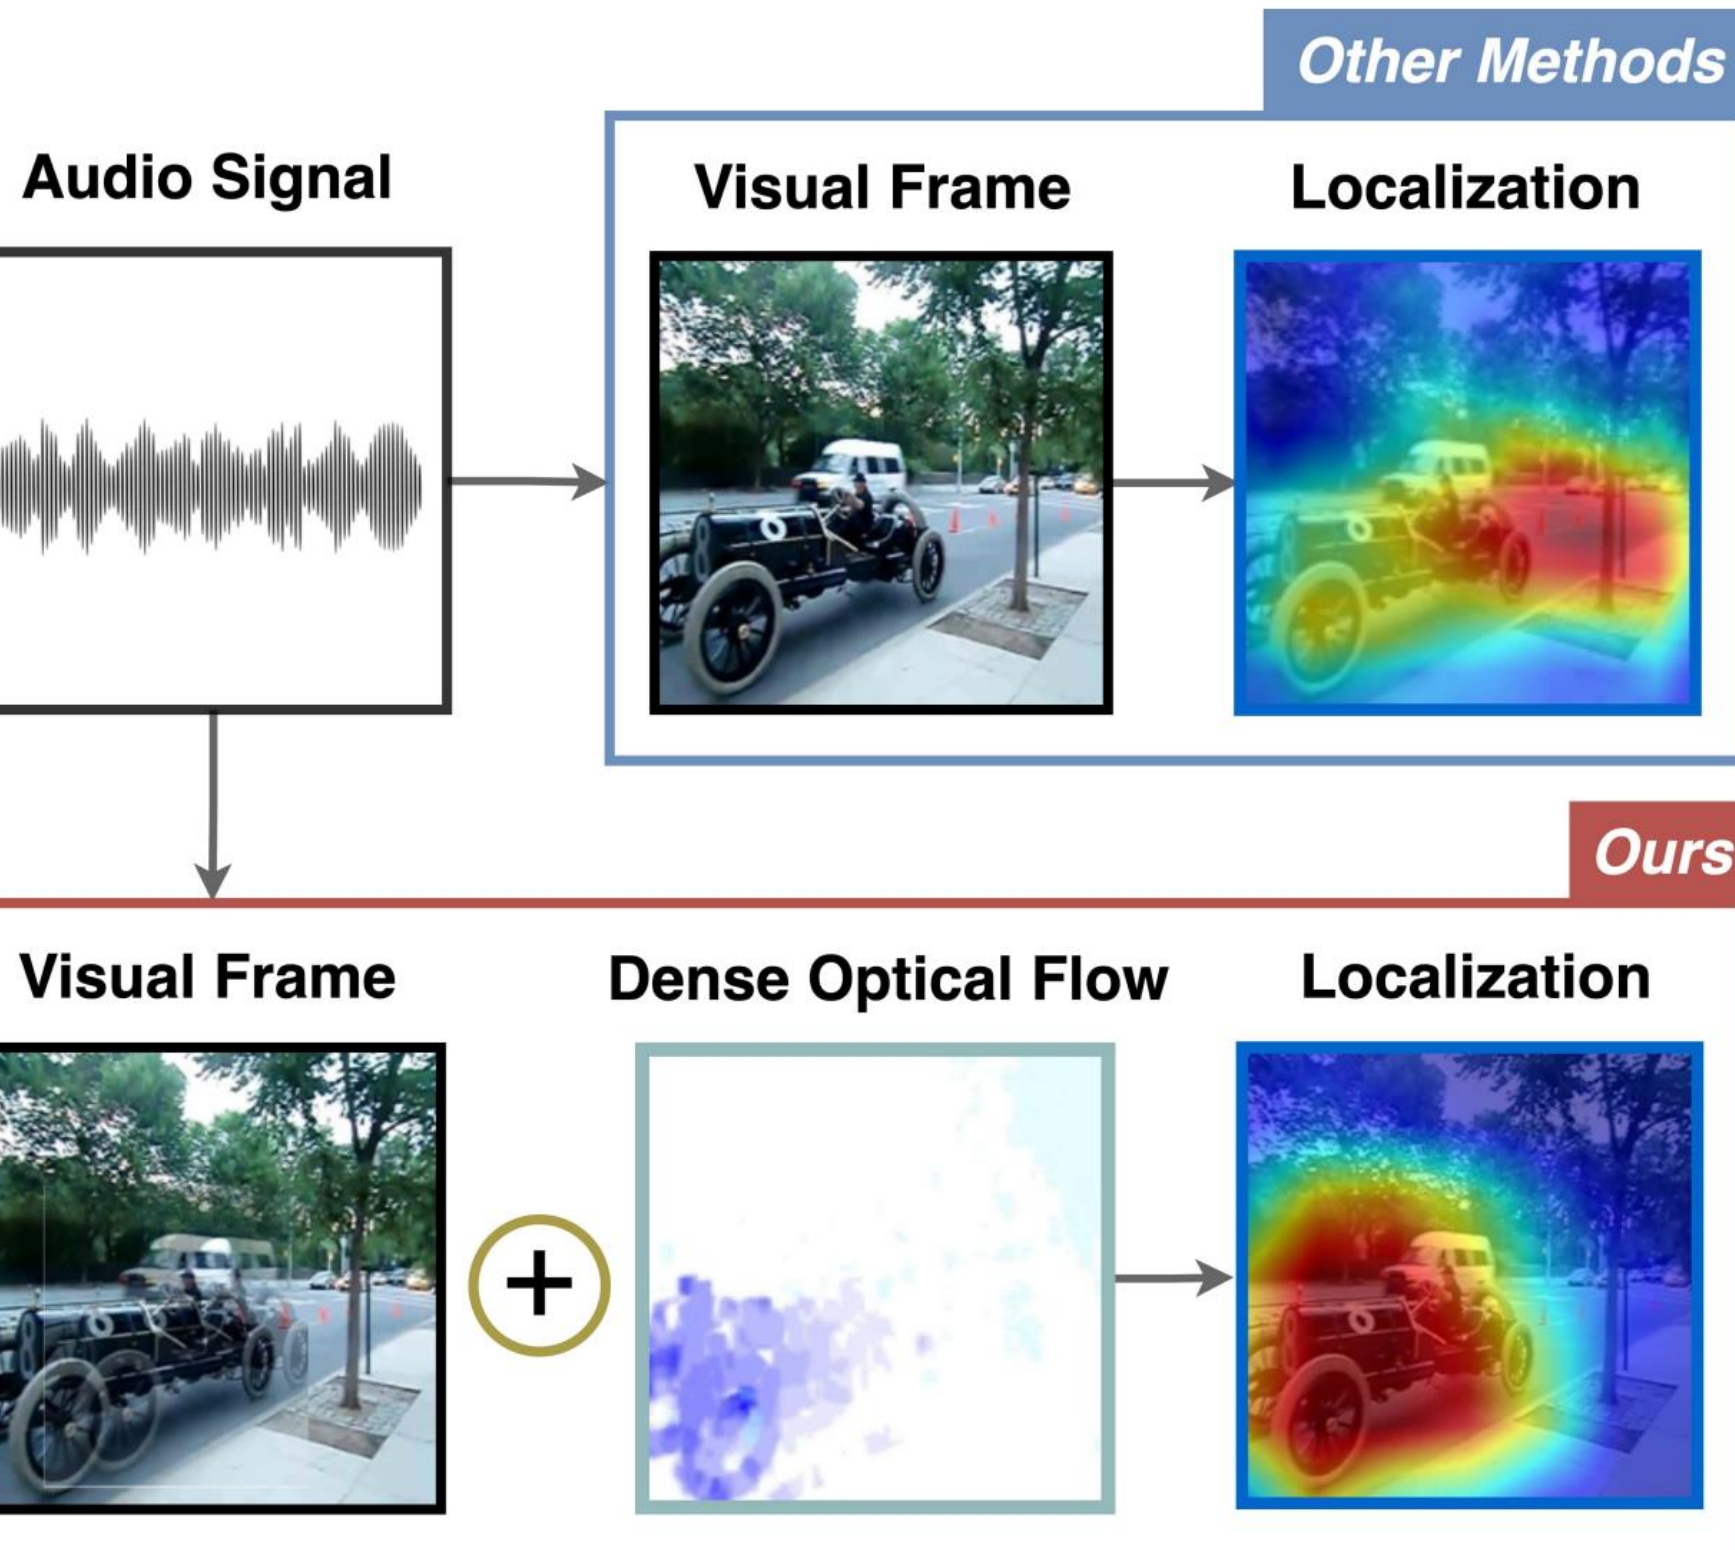 Other Methods
Audio Signal
Visual Frame
Localization
Ours
Visual Frame
Dense Optical Flow
Localization